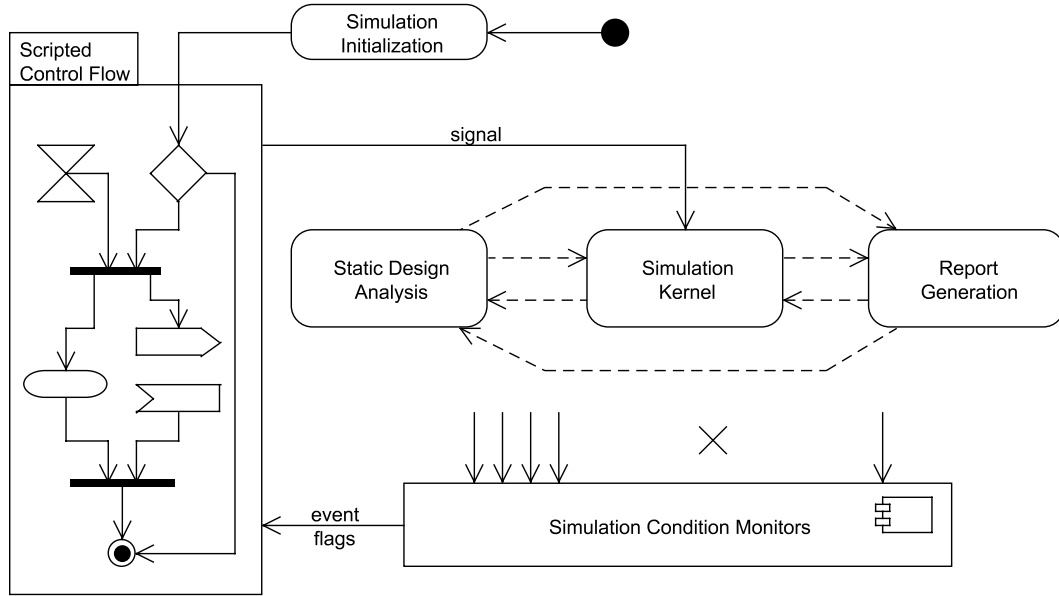 Simulation
Initialization
Scripted
Control Flow
signal
Static Design
Analysis
Simulation
Kernel
Report
Generation
event
flags
Simulation Condition Monitors